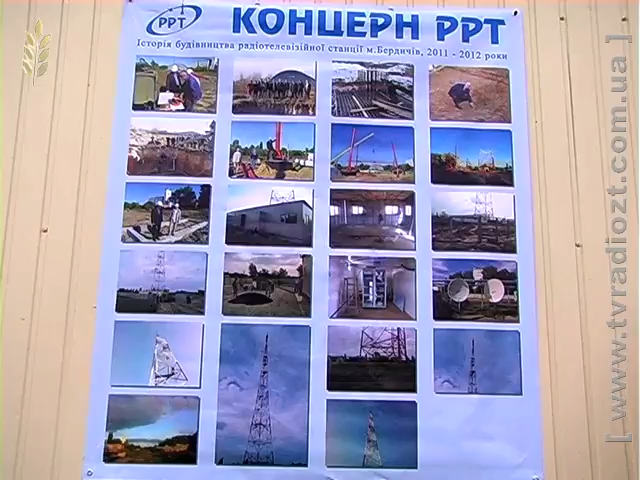 РРТ
КОНЦЕРН РРТ
Історія будівництва радіотелевізійної станції м.Бердичів, 2011 - 2012 роки
[ www.tvradiozt.com.ua ]